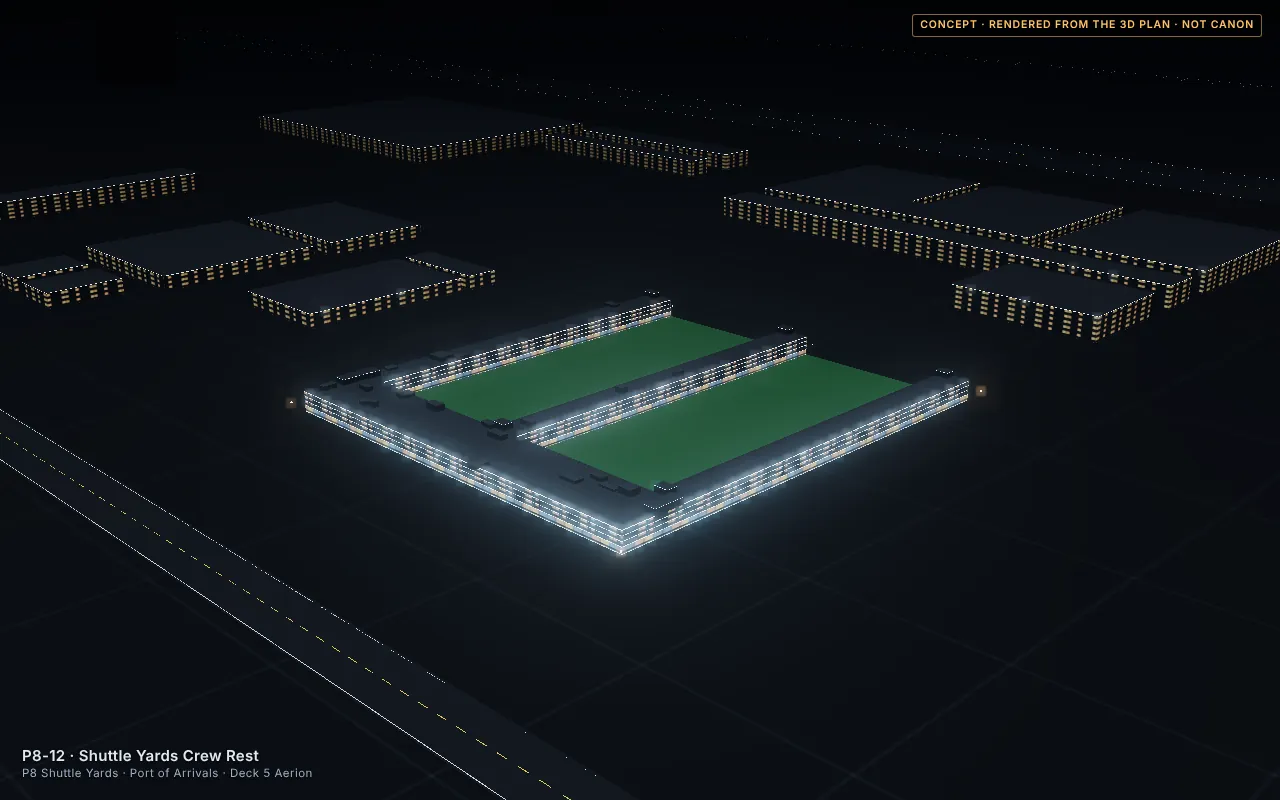 CONCEPT · RENDERED FROM THE 3D PLAN · NOT CANON
P8-12 · Shuttle Yards Crew Rest
P8 Shuttle Yards · Port of Arrivals · Deck 5 Aerion